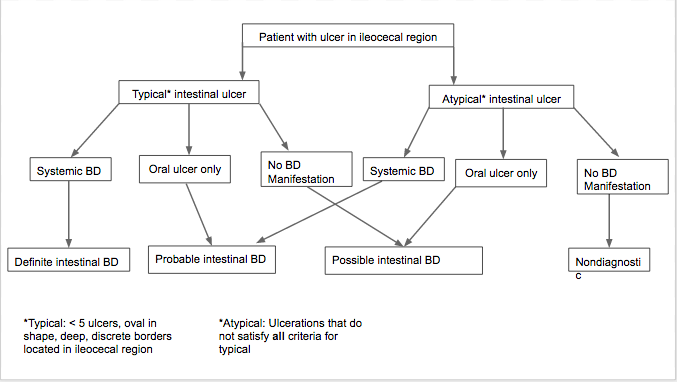 Patient with ulcer in ileocecal region
Typical* intestinal ulcer
Atypical* intestinal ulcer
Systemic BD
Oral ulcer only
No BD
Manifestation
Systemic BD
Oral ulcer only
No BD
Manifestation
Definite intestinal BD
Probable intestinal BD
Possible intestinal BD
Nondiagnosti
c
*Typical: < 5 ulcers, oval in
shape, deep, discrete borders
located in ileocecal region
*Atypical: Ulcerations that do
not satisfy all criteria for
typical